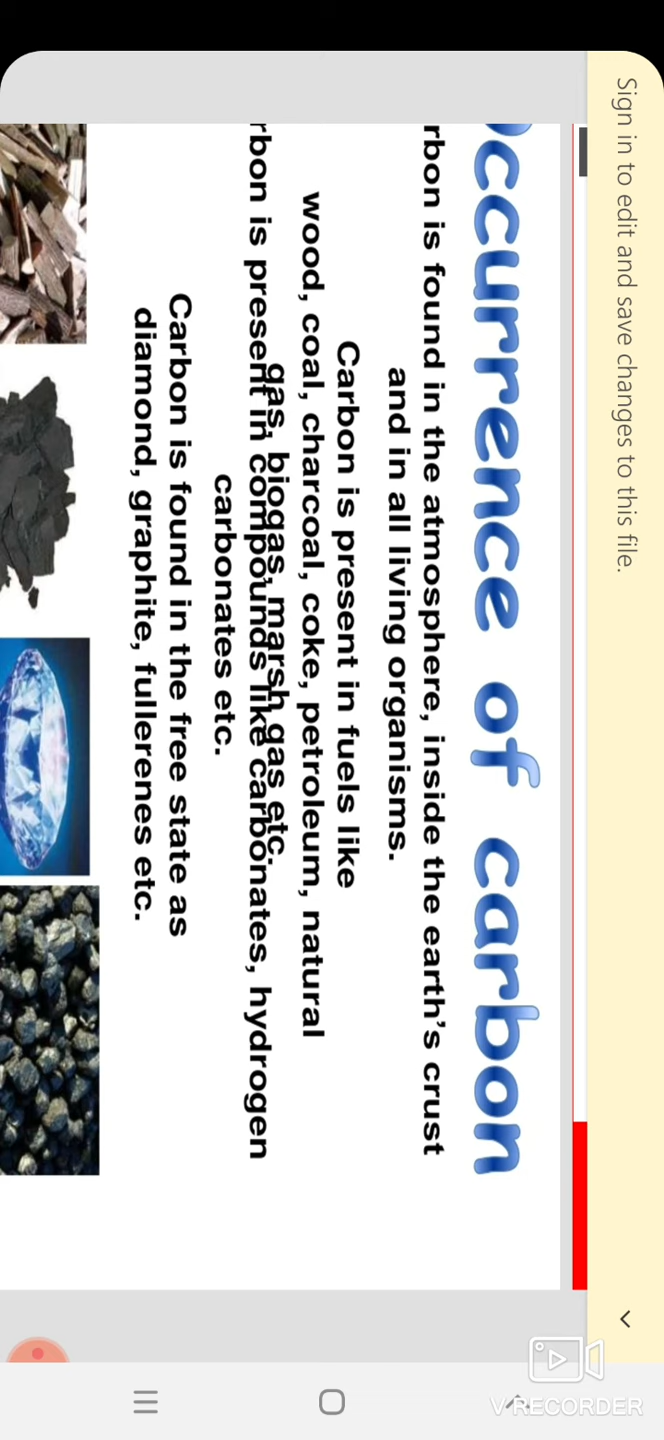 Sign in to edit and save changes to this file.
Occurrence of carbon
rbon is found in the atmosphere, inside the earth's crust
and in all living organisms.
Carbon is present in fuels like
wood, coal, charcoal, coke, petroleum, natural
gas, biogas, marsh gas etc.
rbon is present in compounds like carbonates, hydrogen
carbonates etc.
Carbon is found in the free state as
diamond, graphite, fullerenes etc.
V RECORDER